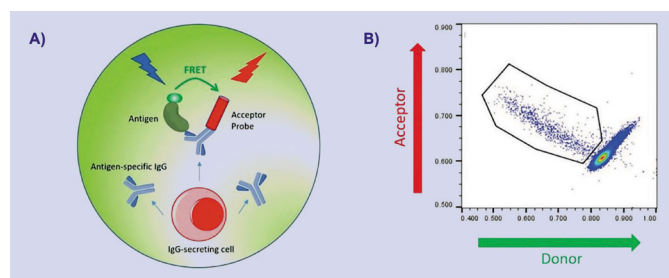 A)
FRET
Antigen
Acceptor
Probe
Antigen-specific IgG
IgG-secreting cell
B)
Acceptor
0.900
0.800
0.700
0.600
0.500
0.400 0.500 0.600 0.700 0.800 0.900 1.00
Donor